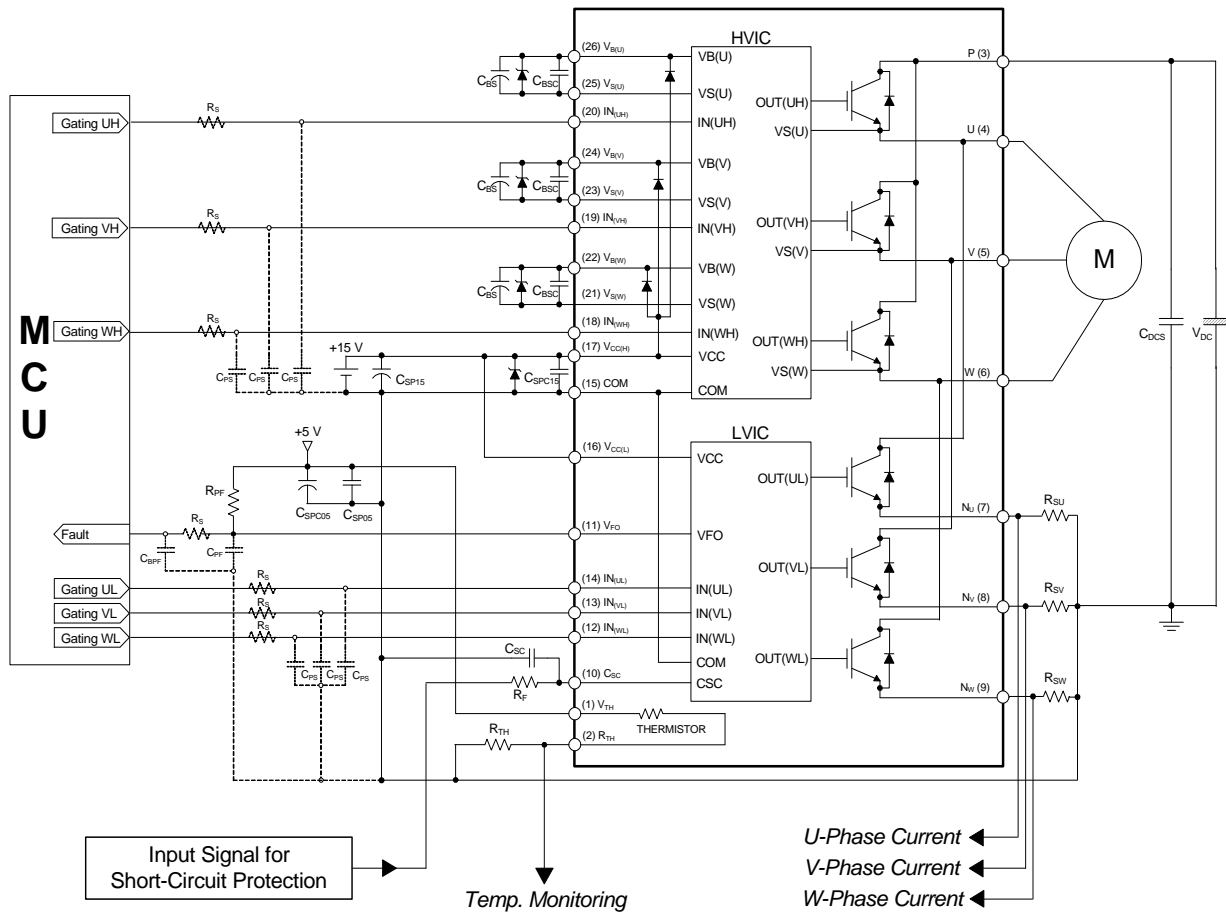 MCU
Gating UH
Gating VH
Gating WH
Fault
Gating UL
Gating VL
Gating WL
RS
RS
RS
CPS
CPS
CPS
+15 V
CSP15
CSPC15
+5 V
RPF
CSPC05
CSP05
RS
CBPF
CPF
RS
RS
RS
CPS
CPS
CPS
CSC
RF
RTH
CBS
CBSC
CBS
CBSC
CBS
CBSC
(26) VB(U)
(25) VS(U)
(20) IN(UH)
(24) VB(V)
(23) VS(V)
(19) IN(VH)
(22) VB(W)
(21) VS(W)
(18) IN(WH)
(17) VCC(H)
(15) COM
(16) VCC(L)
(11) VFO
(14) IN(UL)
(13) IN(VL)
(12) IN(WL)
(10) CSC
(1) VTH
(2) RTH
THERMISTOR
HVIC
VB(U)
VS(U)
IN(UH)
VB(V)
VS(V)
IN(VH)
VB(W)
VS(W)
IN(WH)
VCC
COM
OUT(UH)
VS(U)
OUT(VH)
VS(V)
OUT(WH)
VS(W)
LVIC
VCC
VFO
IN(UL)
IN(VL)
IN(WL)
COM
CSC
OUT(UL)
OUT(VL)
OUT(WL)
P (3)
U (4)
V (5)
W (6)
NU (7)
NV (8)
NW (9)
RSU
RSV
RSW
M
CDCS
VDC
Input Signal for
Short-Circuit Protection
Temp. Monitoring
U-Phase Current
V-Phase Current
W-Phase Current